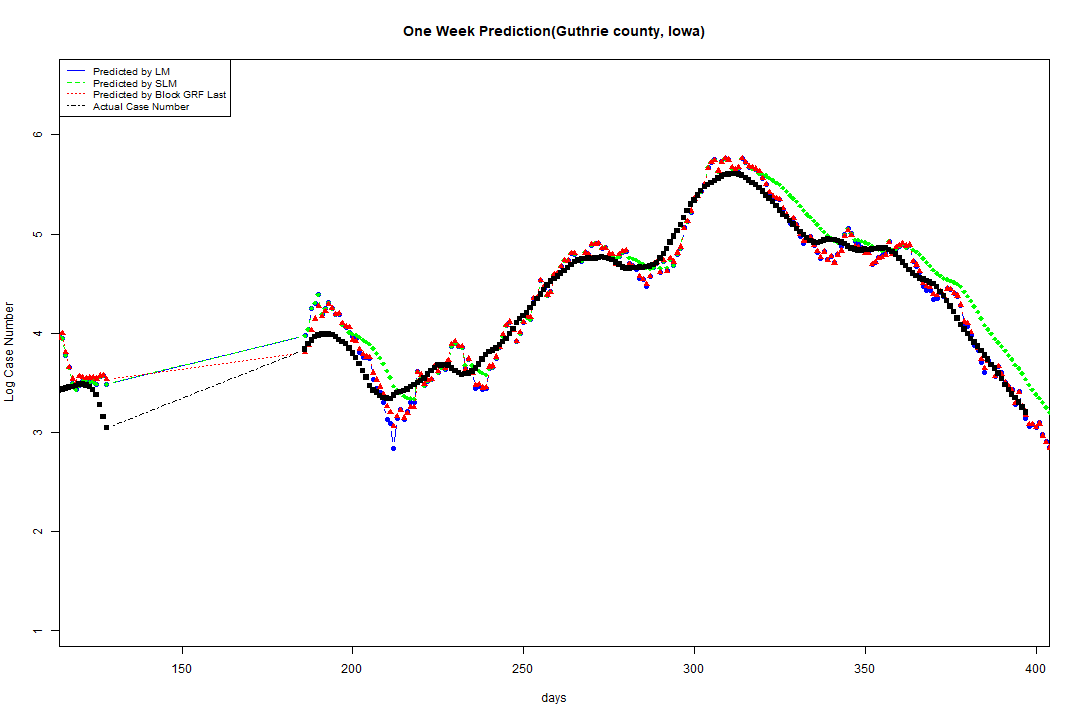 One Week Prediction(Guthrie county, Iowa)
Predicted by LM
Predicted by SLM
Predicted by Block GRF Last
Actual Case Number
6
5
4
3
2
1
Log Case Number
150
200
250
300
350
400
days